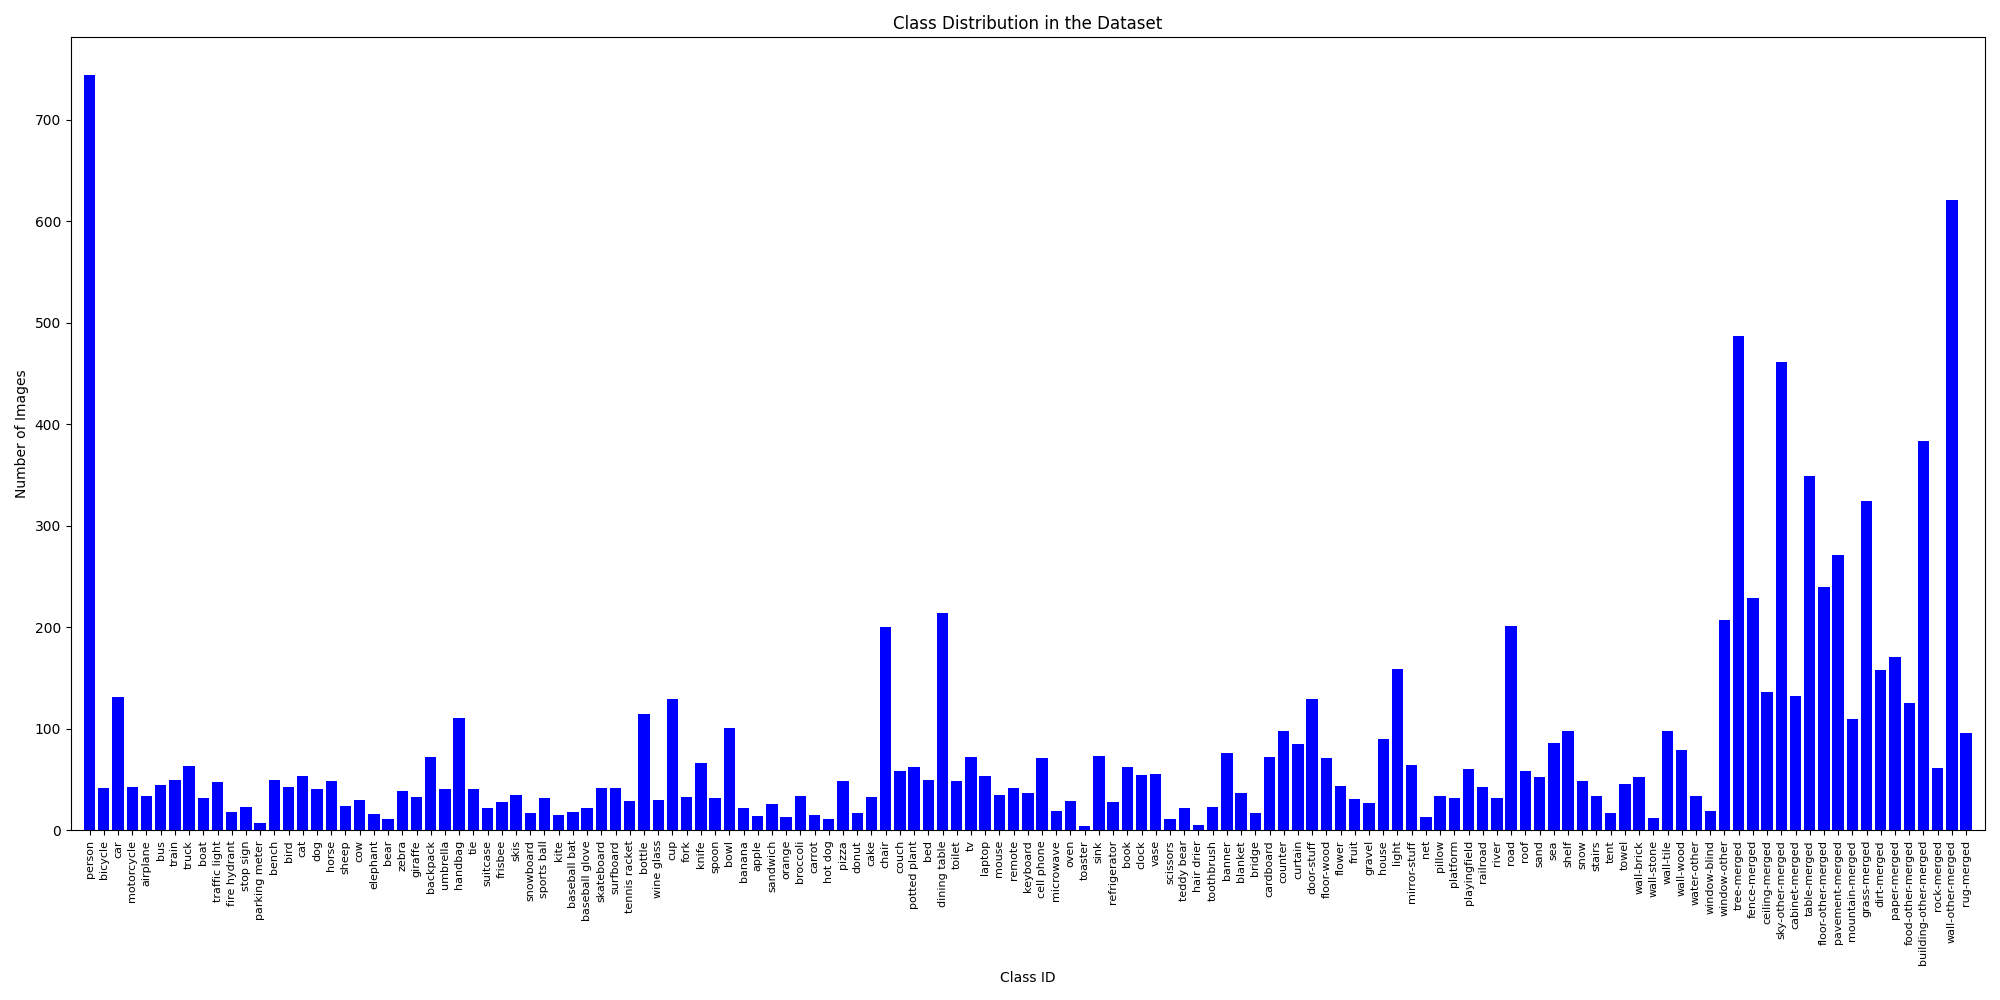 Class Distribution in the Dataset
Number of Images
700
600
500
400
300
200
100
0
person
bicycle
car
motorcycle
airplane
bus
train
truck
boat
traffic light
fire hydrant
stop sign
parking meter
bench
bird
cat
dog
horse
sheep
cow
elephant
bear
zebra
giraffe
backpack
umbrella
handbag
tie
suitcase
frisbee
skis
snowboard
sports ball
kite
baseball bat
baseball glove
skateboard
surfboard
tennis racket
bottle
wine glass
cup
fork
knife
spoon
bowl
banana
apple
sandwich
orange
broccoli
carrot
hot dog
pizza
donut
cake
chair
couch
potted plant
bed
dining table
toilet
tv
laptop
mouse
remote
keyboard
cell phone
microwave
oven
toaster
sink
refrigerator
book
clock
vase
scissors
teddy bear
hair drier
toothbrush
banner
blanket
bridge
cardboard
counter
curtain
door-stuff
floor-wood
flower
fruit
gravel
house
light
mirror-stuff
net
pillow
platform
playingfield
railroad
river
road
roof
sand
sea
shelf
snow
stairs
tent
towel
wall-brick
wall-stone
wall-tile
wall-wood
water-other
window-blind
window-other
tree-merged
fence-merged
ceiling-merged
sky-other-merged
cabinet-merged
table-merged
floor-other-merged
pavement-merged
mountain-merged
grass-merged
dirt-merged
paper-merged
food-other-merged
building-other-merged
rock-merged
wall-other-merged
rug-merged
Class ID